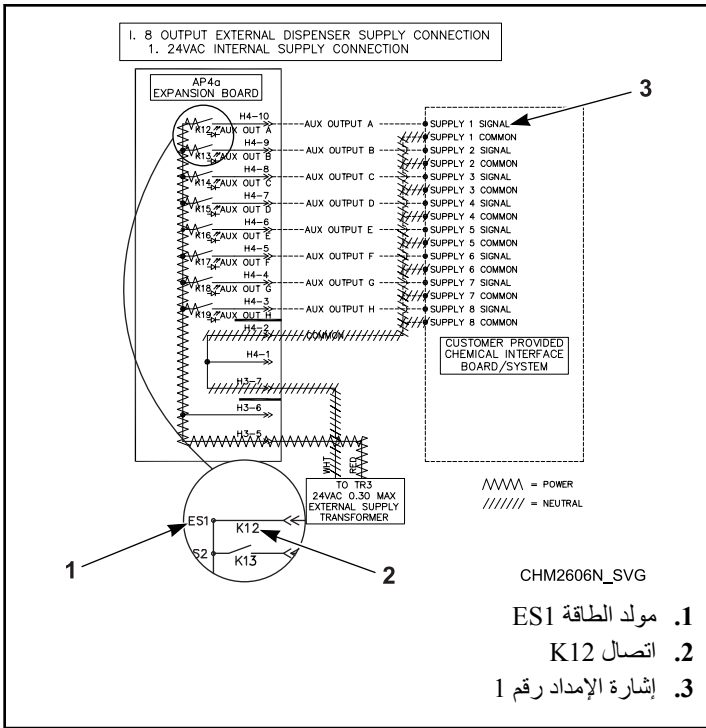 I. 8 OUTPUT EXTERNAL DISPENSER SUPPLY CONNECTION
1. 24VAC INTERNAL SUPPLY CONNECTION
AP4a
EXPANSION BOARD
3
H4-10
K12 AUX OUT A
AUX OUTPUT A
SUPPLY 1 SIGNAL
SUPPLY 1 COMMON
H4-9
K13 AUX OUT B
AUX OUTPUT B
SUPPLY 2 SIGNAL
SUPPLY 2 COMMON
H4-8
K14 AUX OUT C
AUX OUTPUT C
SUPPLY 3 SIGNAL
SUPPLY 3 COMMON
H4-7
K15 AUX OUT D
AUX OUTPUT D
SUPPLY 4 SIGNAL
SUPPLY 4 COMMON
H4-6
K16 AUX OUT E
AUX OUTPUT E
SUPPLY 5 SIGNAL
SUPPLY 5 COMMON
H4-5
K17 AUX OUT F
AUX OUTPUT F
SUPPLY 6 SIGNAL
SUPPLY 6 COMMON
H4-4
K18 AUX OUT G
AUX OUTPUT G
SUPPLY 7 SIGNAL
SUPPLY 7 COMMON
H4-3
K19 AUX OUT H
AUX OUTPUT H
SUPPLY 8 SIGNAL
SUPPLY 8 COMMON
H4-2
COMMON
H4-1
H3-7
H3-6
H3-5
CUSTOMER PROVIDED
CHEMICAL INTERFACE
BOARD/SYSTEM
WHT
RED
TO TR3
24VAC 0.30 MAX
EXTERNAL SUPPLY
TRANSFORMER
= POWER
= NEUTRAL
ES1
K12
S2
K13
1
2
CHM2606N_SVG
1. مولد الطاقة ES1
2. اتصال K12
3. إشارة الإمداد رقم 1